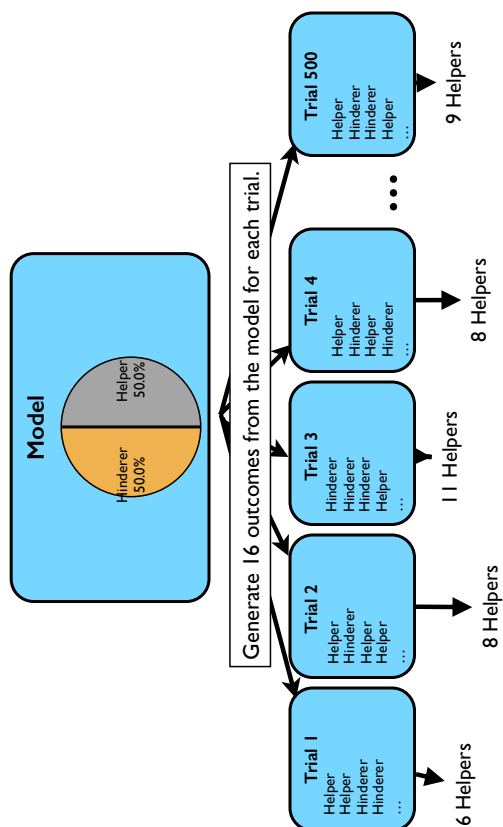 Model
Hinderer
50.0%
Helper
50.0%
Generate 16 outcomes from the model for each trial.
Trial 1
Helper
Helper
Hinderer
Hinderer
...
6 Helpers
Trial 2
Helper
Hinderer
Helper
Helper
...
8 Helpers
Trial 3
Hinderer
Hinderer
Hinderer
Helper
...
11 Helpers
Trial 4
Helper
Hinderer
Helper
Hinderer
...
8 Helpers
...
Trial 500
Helper
Hinderer
Hinderer
Helper
...
9 Helpers